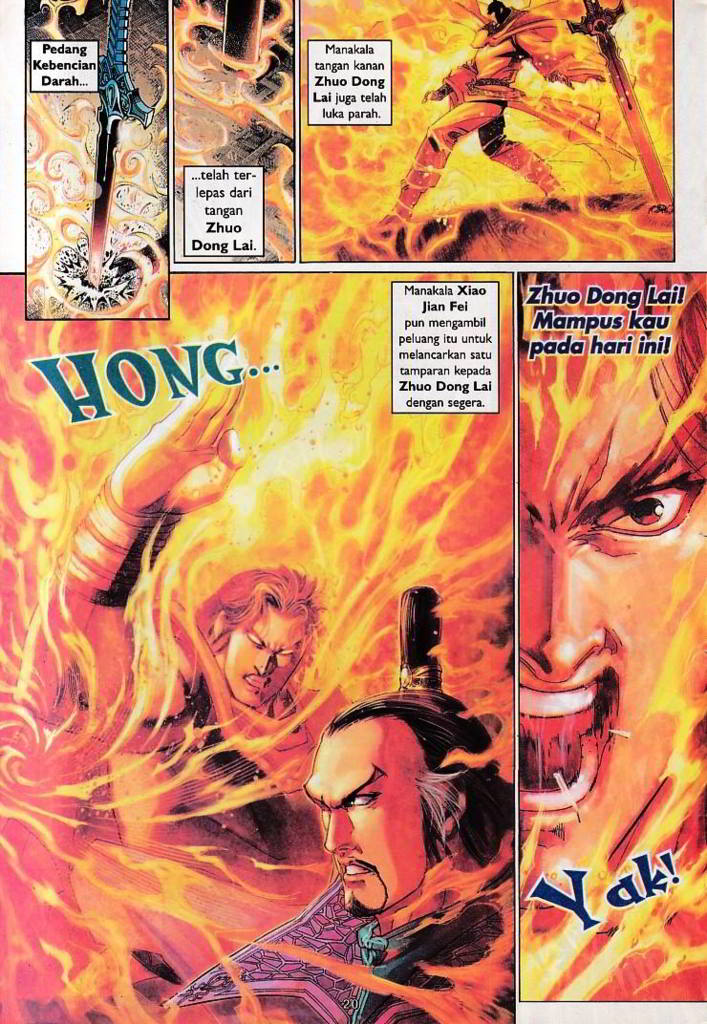 Pedang
Kebencian
Darah...
...telah ter-
lepas dari
tangan
Zhuo
Dong Lai.
Manakala
tangan kanan
Zhuo Dong
Lai juga telah
luka parah.
HONG...
Manakala Xiao
Jian Fei
pun mengambil
peluang itu untuk
melancarkan satu
tamparan kepada
Zhuo Dong Lai
dengan segera.
Zhuo Dong Lai!
Mampus kau
pada hari ini!
Yak!
20